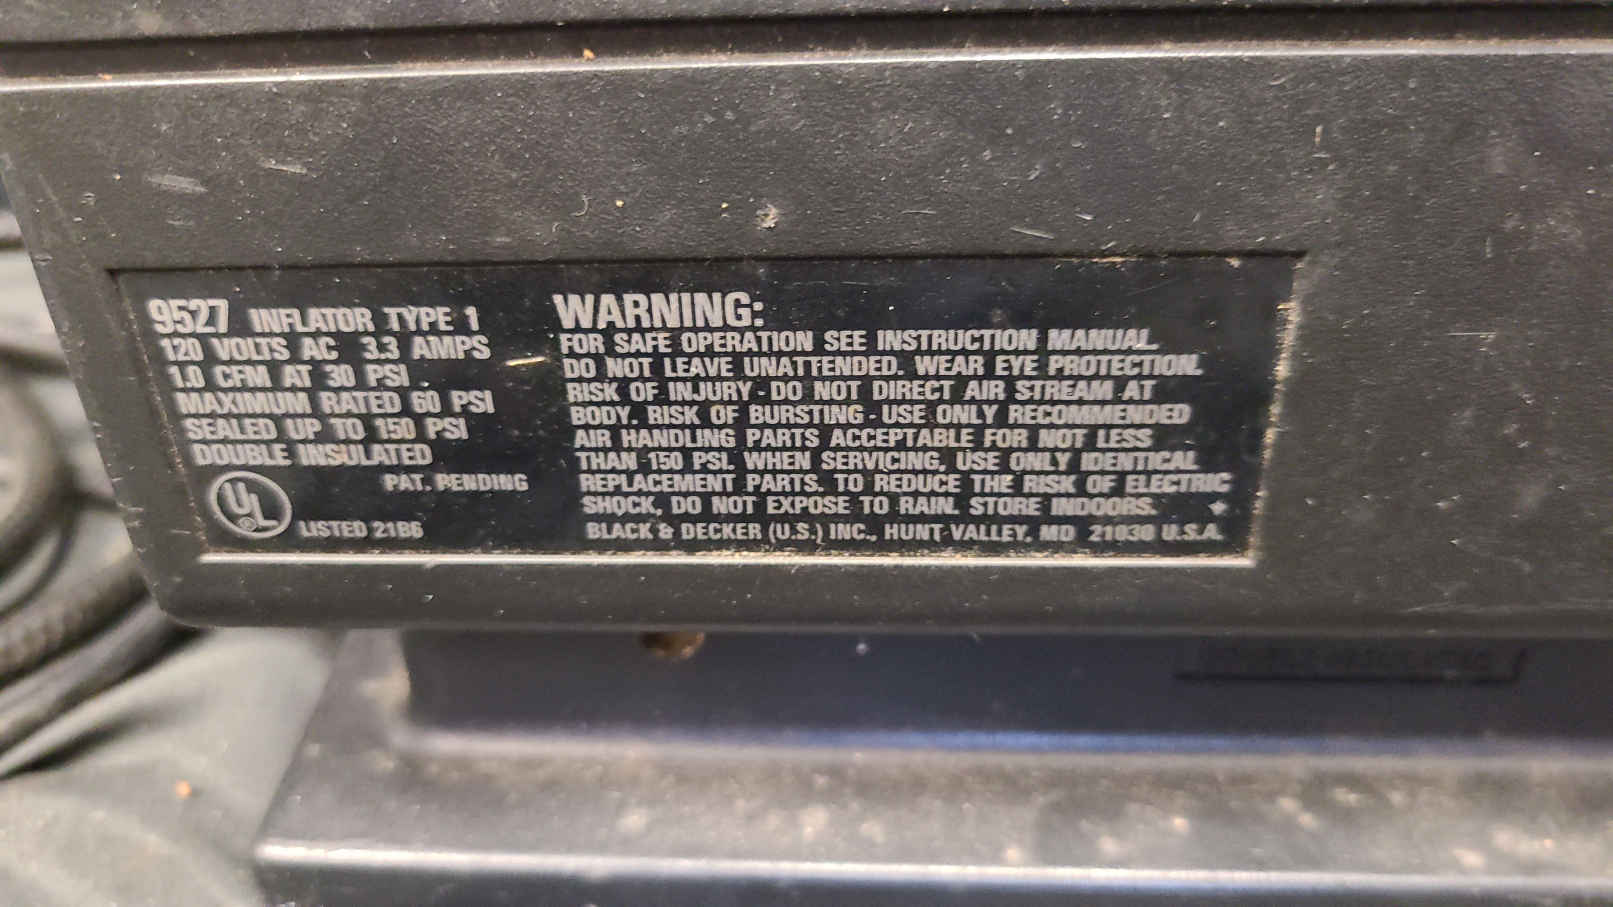 9527 INFLATOR TYPE 1
120 VOLTS AC 3.3 AMPS
1.0 CFM AT 30 PSI
MAXIMUM RATED 60 PSI
SEALED UP TO 150 PSI
DOUBLE INSULATED
PAT. PENDING
UL ®
LISTED 21B6
WARNING:
FOR SAFE OPERATION SEE INSTRUCTION MANUAL.
DO NOT LEAVE UNATTENDED. WEAR EYE PROTECTION.
RISK OF INJURY - DO NOT DIRECT AIR STREAM AT
BODY. RISK OF BURSTING - USE ONLY RECOMMENDED
AIR HANDLING PARTS ACCEPTABLE FOR NOT LESS
THAN 150 PSI. WHEN SERVICING, USE ONLY IDENTICAL
REPLACEMENT PARTS. TO REDUCE THE RISK OF ELECTRIC
SHOCK, DO NOT EXPOSE TO RAIN. STORE INDOORS.
BLACK & DECKER (U.S.) INC., HUNT VALLEY, MD 21030 U.S.A.